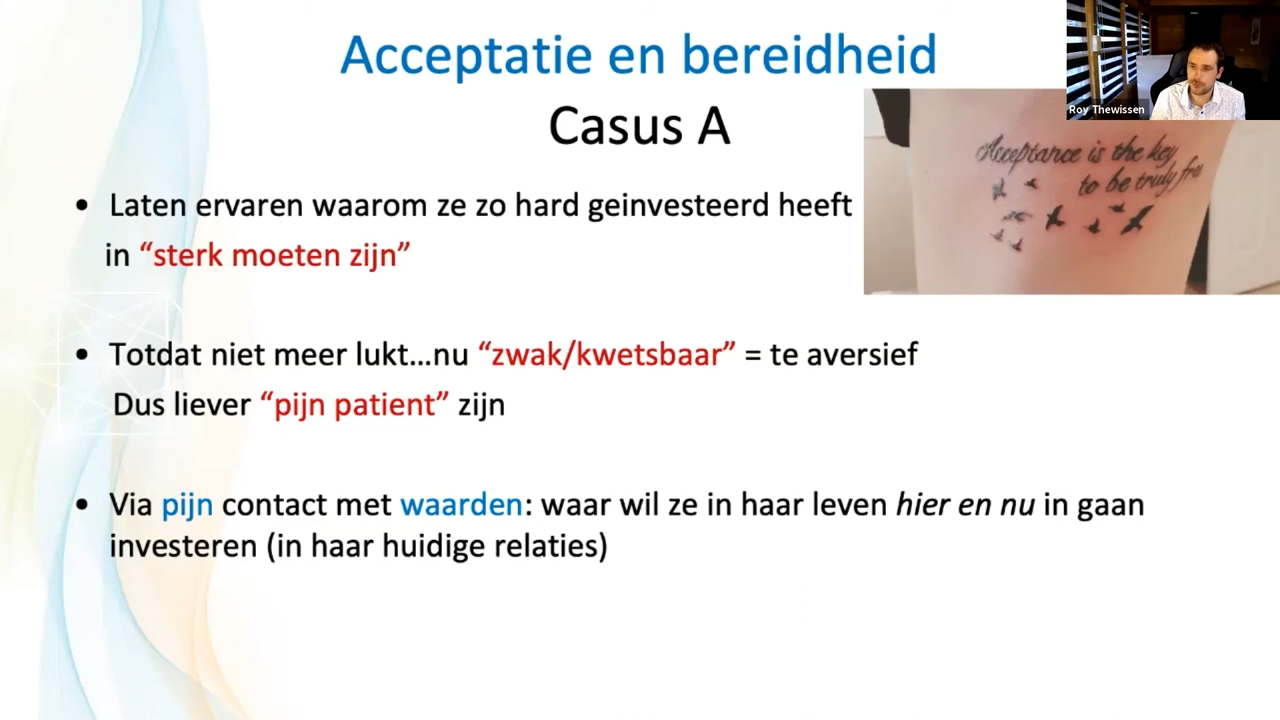 Acceptatie en bereidheid
Casus A
Roy Thewissen
Acceptance is the key
to be truly
• Laten ervaren waarom ze zo hard geinvesteerd heeft
in “sterk moeten zijn”
• Totdat niet meer lukt...nu “zwak/kwetsbaar” = te aversief
Dus liever “pijn patient” zijn
• Via pijn contact met waarden: waar wil ze in haar leven hier en nu in gaan
investeren (in haar huidige relaties)